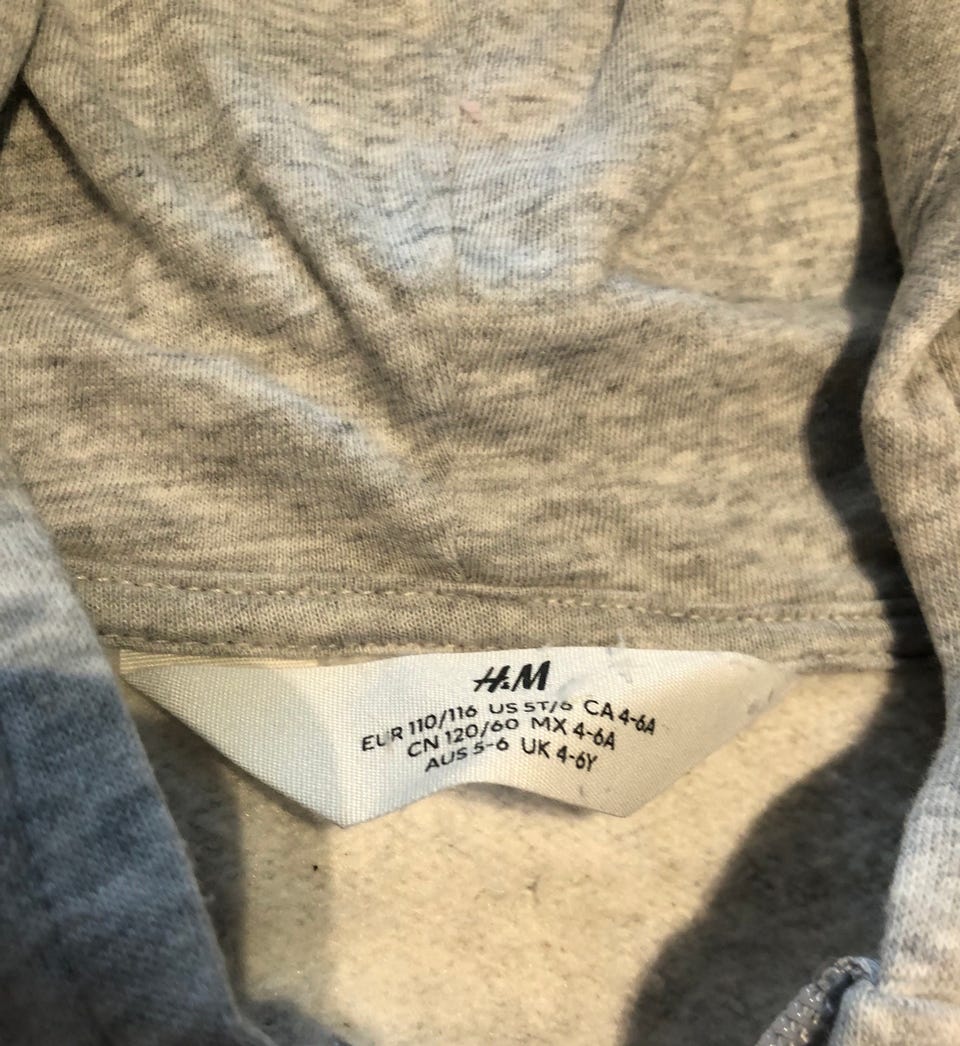 H&M
EUR 110/116 US 5T/6 CA 4-6A
CN 120/60 MX 4-6A
AUS 5-6 UK 4-6Y